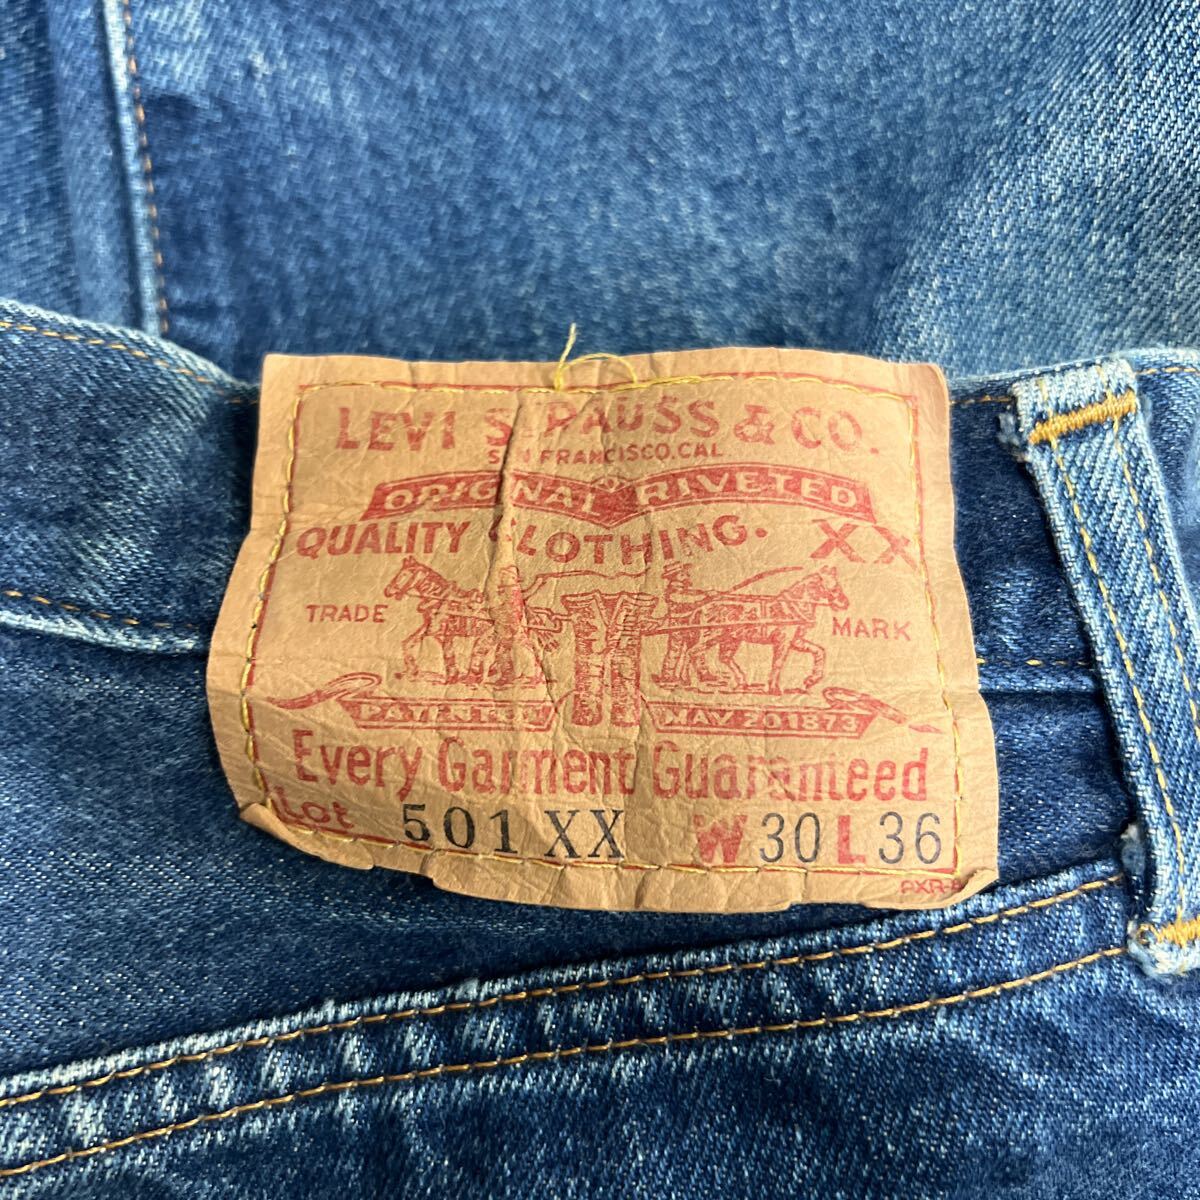 LEVI STRAUSS & CO.
SAN FRANCISCO, CAL.
ORIGINAL RIVETED
QUALITY CLOTHING. XX
TRADE MARK
PATENTED MAY 20 1873
Every Garment Guaranteed
Lot 501 XX W 30 L 36